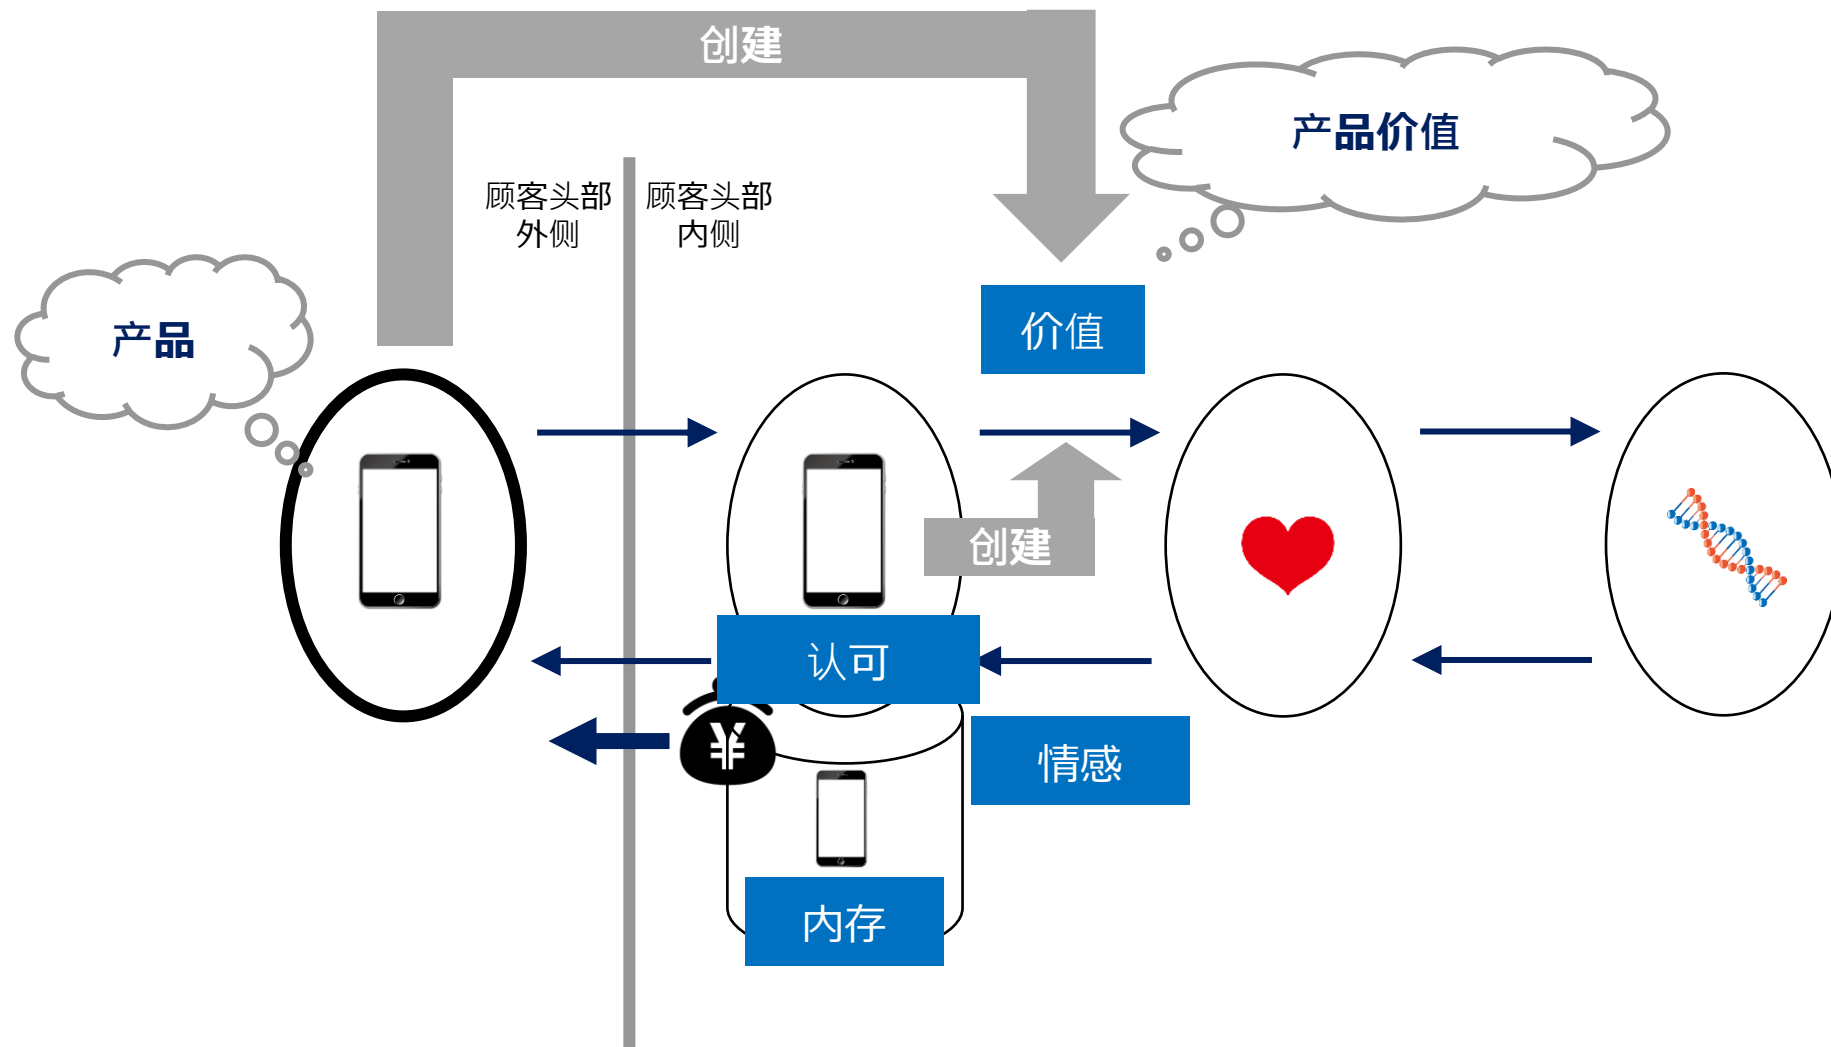 创建
产品价值
顾客头部
外侧
顾客头部
内侧
产品
价值
创建
认可
¥
情感
内存